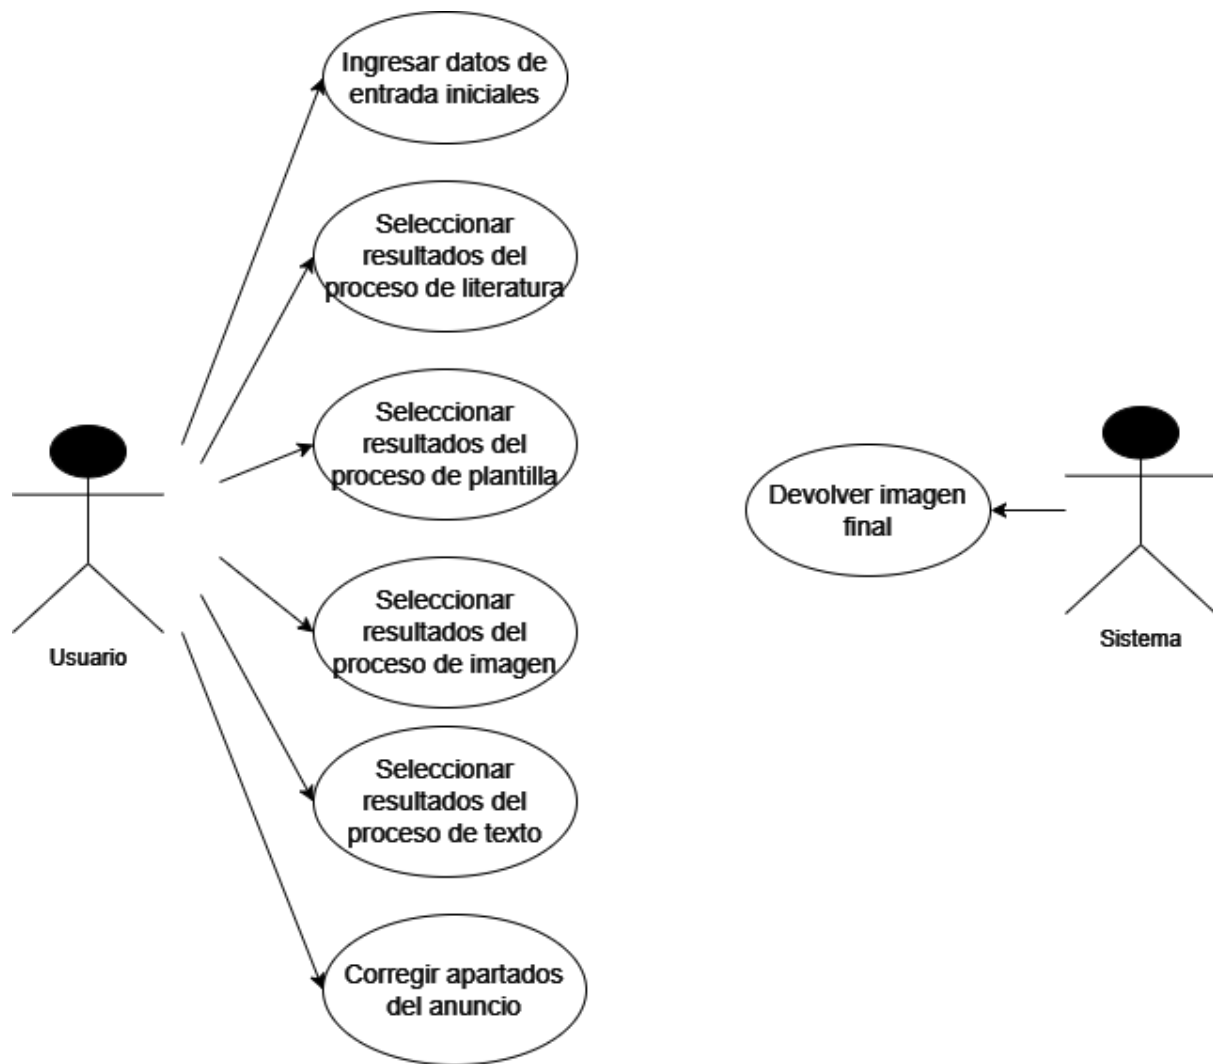 Ingresar datos de
entrada iniciales
Seleccionar
resultados del
proceso de literatura
Seleccionar
resultados del
proceso de plantilla
Seleccionar
resultados del
proceso de imagen
Seleccionar
resultados del
proceso de texto
Corregir apartados
del anuncio
Usuario
Devolver imagen
final
Sistema